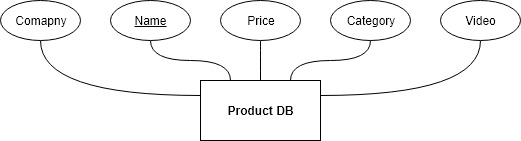 Comapny
Name
Price
Category
Video
Product DB